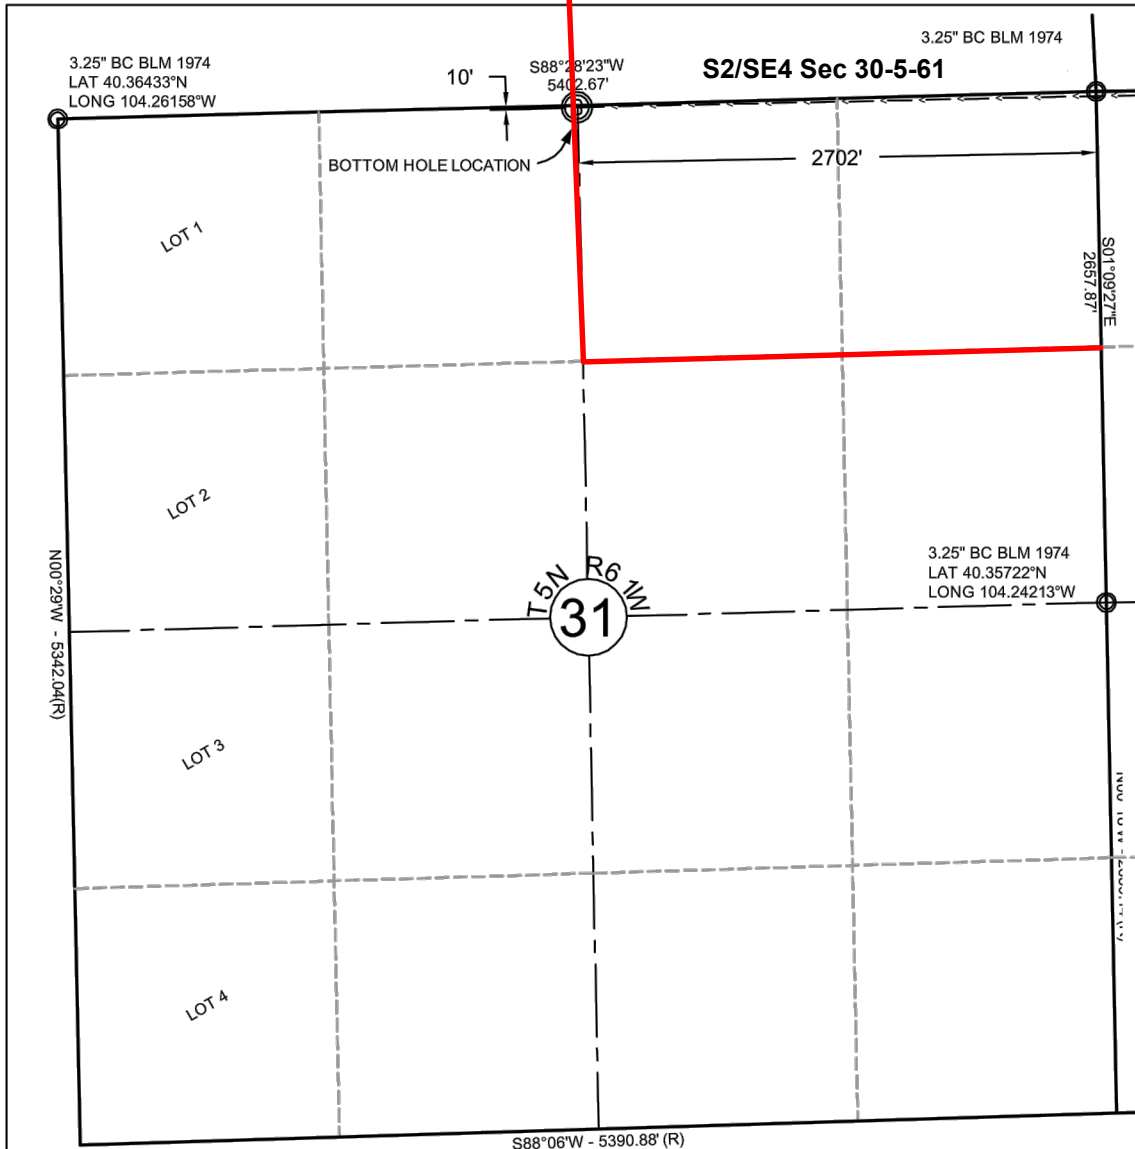 3.25" BC BLM 1974
LAT 40.36433°N
LONG 104.26158°W
10'
S88°28'23"W
5402.67'
S2/SE4 Sec 30-5-61
3.25" BC BLM 1974
BOTTOM HOLE LOCATION
2702'
LOT 1
S01°09'27"E
2657.87'
LOT 2
3.25" BC BLM 1974
LAT 40.35722°N
LONG 104.24213°W
T 5N R6 1W
31
N00°29'W - 5342.04(R)
LOT 3
LOT 4
S88°06'W - 5390.88' (R)